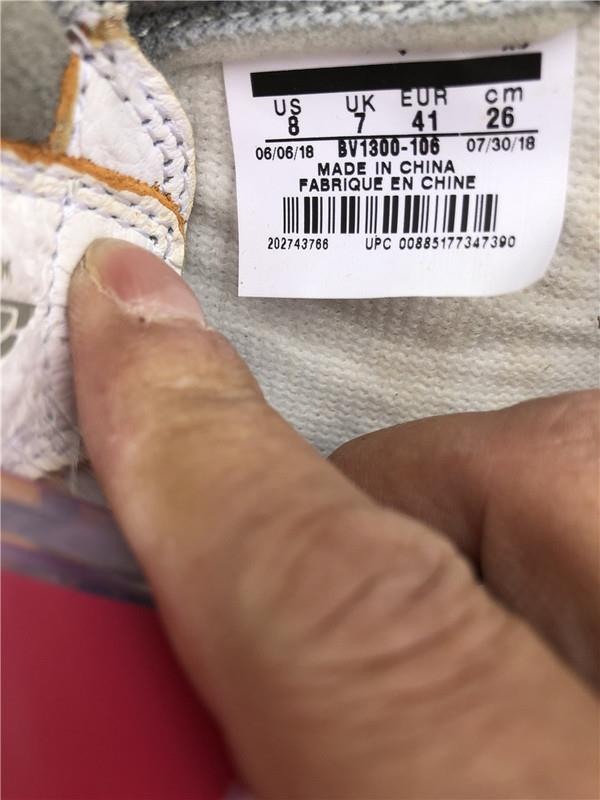 US UK EUR cm
8 7 41 26
06/06/18 BV1300-106 07/30/18
MADE IN CHINA
FABRIQUE EN CHINE
202743766 UPC 00885177347390